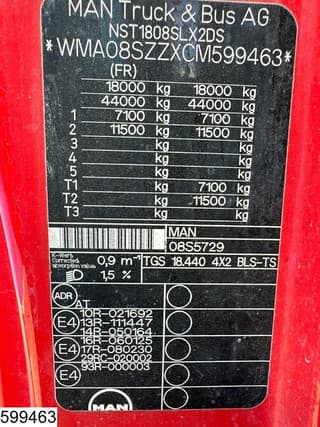 MAN Truck & Bus AG
NST1808SLX2DS
*WMA08SZZXCM599463*
(FR)
18000 kg 18000 kg
44000 kg 44000 kg
1 7100 kg 7100 kg
2 11500 kg 11500 kg
3 kg kg
4 kg kg
5 kg kg
T1 kg 7100 kg
T2 kg 11500 kg
T3 kg kg
MAN
08S5729
K-Wert
Corrected
absorption value
0,9 m⁻¹
1,5 %
TGS 18.440 4X2 BLS-TS
ADR AT
10R-021692
E4 13R-111447
14R-050164
16R-060125
E4 17R-080230
29RC-020002
E4 93R-000003
MAN
599463